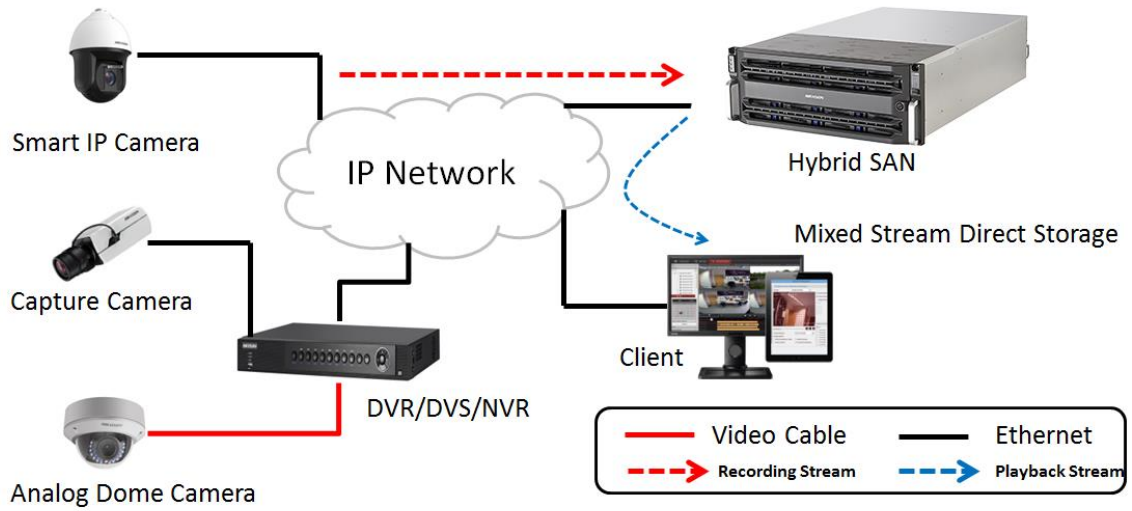 Smart IP Camera
IP Network
Hybrid SAN
Capture Camera
Mixed Stream Direct Storage
Client
DVR/DVS/NVR
Analog Dome Camera
Video Cable
Ethernet
Recording Stream
Playback Stream